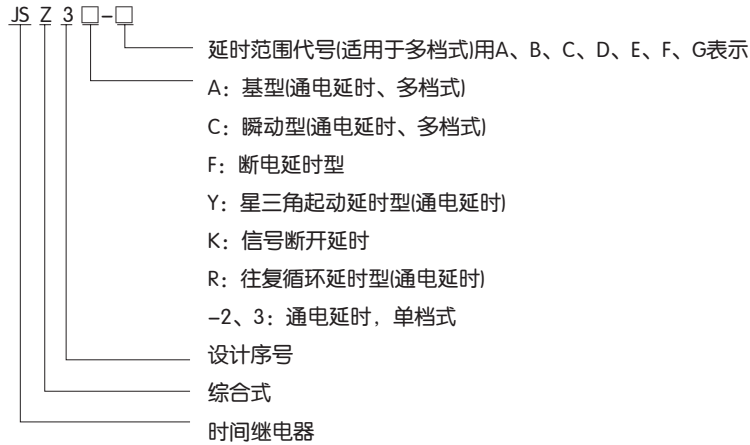 JS Z 3 □-□
延时范围代号(适用于多档式)用A、B、C、D、E、F、G表示
A：基型(通电延时、多档式)
C：瞬动型(通电延时、多档式)
F：断电延时型
Y：星三角起动延时型(通电延时)
K：信号断开延时
R：往复循环延时型(通电延时)
-2、3：通电延时，单档式
设计序号
综合式
时间继电器